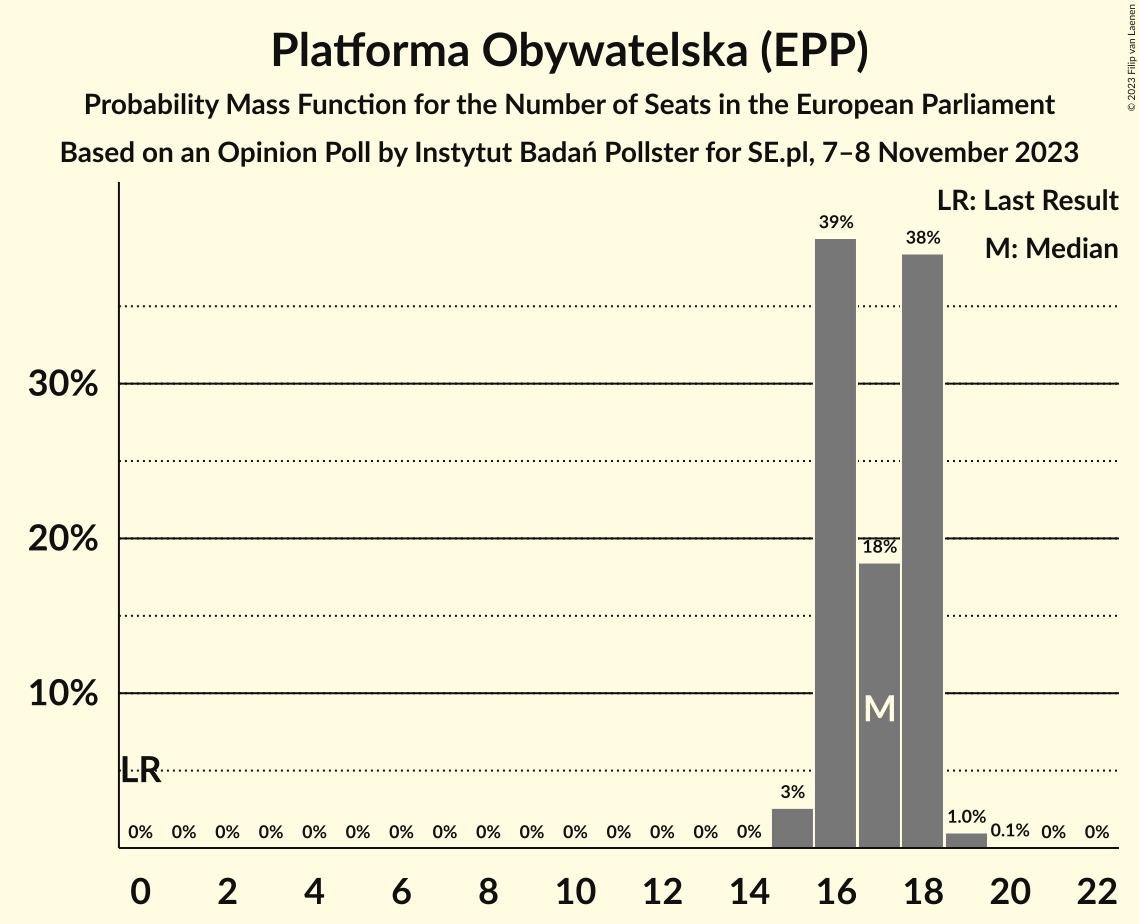 Platforma Obywatelska (EPP)
Probability Mass Function for the Number of Seats in the European Parliament
Based on an Opinion Poll by Instytut Badań Pollster for SE.pl, 7–8 November 2023
© 2023 Filip van Laenen
LR: Last Result
M: Median
39%
38%
30%
20%
18%
10%
M
LR
3%
1.0%
0% 0% 0% 0% 0% 0% 0% 0% 0% 0% 0% 0% 0% 0% 0% 0.1% 0% 0%
0 2 4 6 8 10 12 14 16 18 20 22